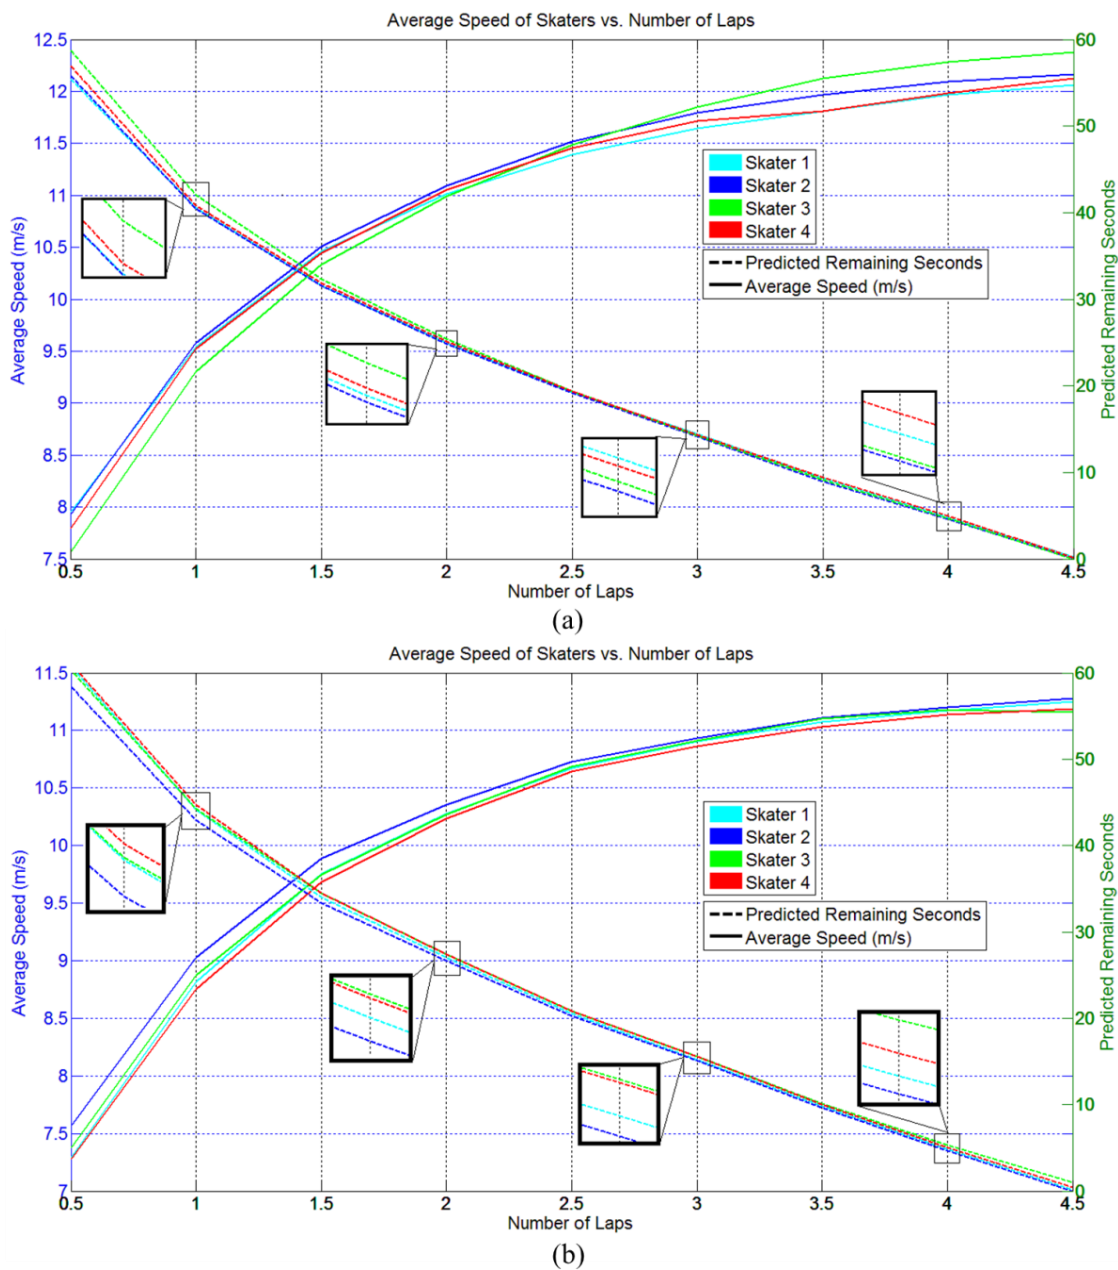 Average Speed of Skaters vs. Number of Laps
12.5
12
11.5
11
10.5
10
9.5
9
8.5
8
7.5
Average Speed (m/s)
60
50
40
30
20
10
0
Predicted Remaining Seconds
Skater 1
Skater 2
Skater 3
Skater 4
Predicted Remaining Seconds
Average Speed (m/s)
0.5 1 1.5 2 2.5 3 3.5 4 4.5
Number of Laps
(a)
Average Speed of Skaters vs. Number of Laps
11.5
11
10.5
10
9.5
9
8.5
8
7.5
7
Average Speed (m/s)
60
50
40
30
20
10
0
Predicted Remaining Seconds
Skater 1
Skater 2
Skater 3
Skater 4
Predicted Remaining Seconds
Average Speed (m/s)
0.5 1 1.5 2 2.5 3 3.5 4 4.5
Number of Laps
(b)